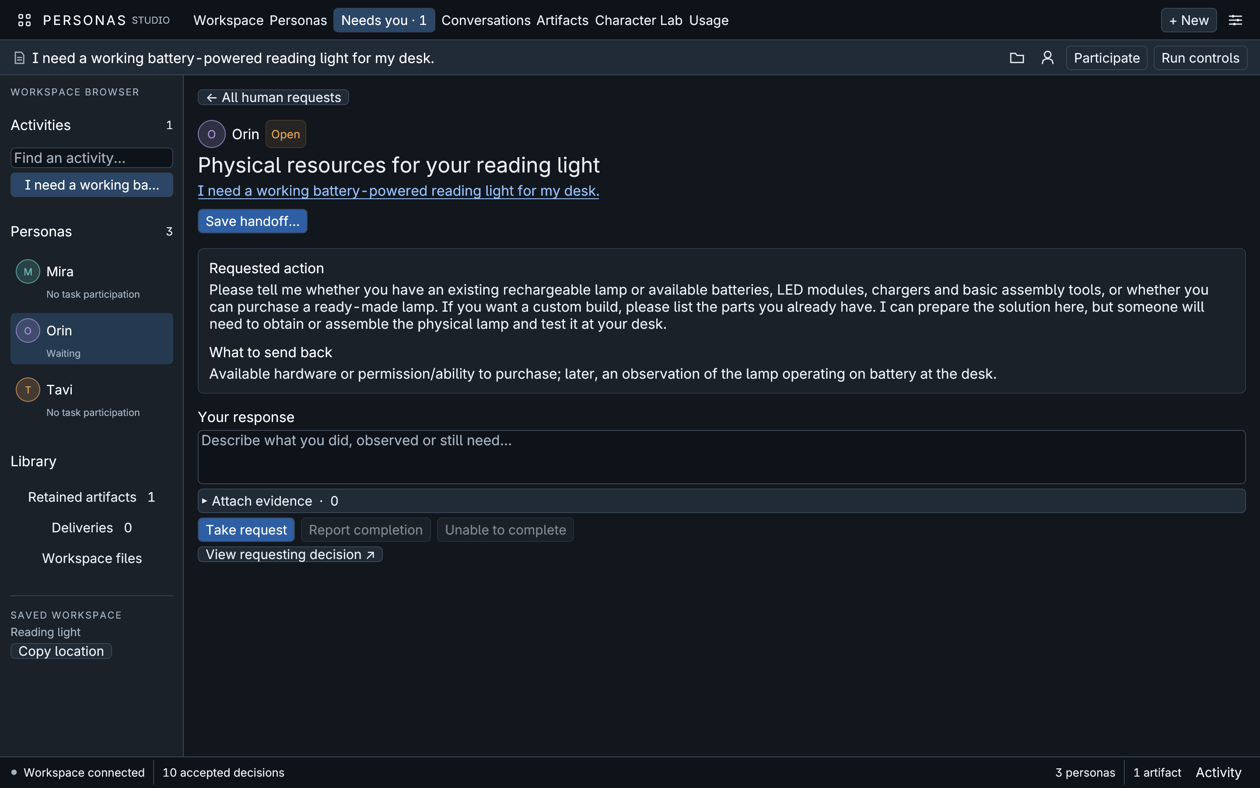 PERSONAS STUDIO
Workspace Personas Needs you · 1 Conversations Artifacts Character Lab Usage
+ New
I need a working battery-powered reading light for my desk.
Participate
Run controls
WORKSPACE BROWSER
Activities 1
Find an activity...
I need a working ba...
Personas 3
M Mira
No task participation
O Orin
Waiting
T Tavi
No task participation
Library
Retained artifacts 1
Deliveries 0
Workspace files
SAVED WORKSPACE
Reading light
Copy location
← All human requests
O Orin Open
Physical resources for your reading light
I need a working battery-powered reading light for my desk.
Save handoff...
Requested action
Please tell me whether you have an existing rechargeable lamp or available batteries, LED modules, chargers and basic assembly tools, or whether you
can purchase a ready-made lamp. If you want a custom build, please list the parts you already have. I can prepare the solution here, but someone will
need to obtain or assemble the physical lamp and test it at your desk.
What to send back
Available hardware or permission/ability to purchase; later, an observation of the lamp operating on battery at the desk.
Your response
Describe what you did, observed or still need...
▸ Attach evidence · 0
Take request Report completion Unable to complete
View requesting decision ↗
Workspace connected 10 accepted decisions
3 personas 1 artifact Activity